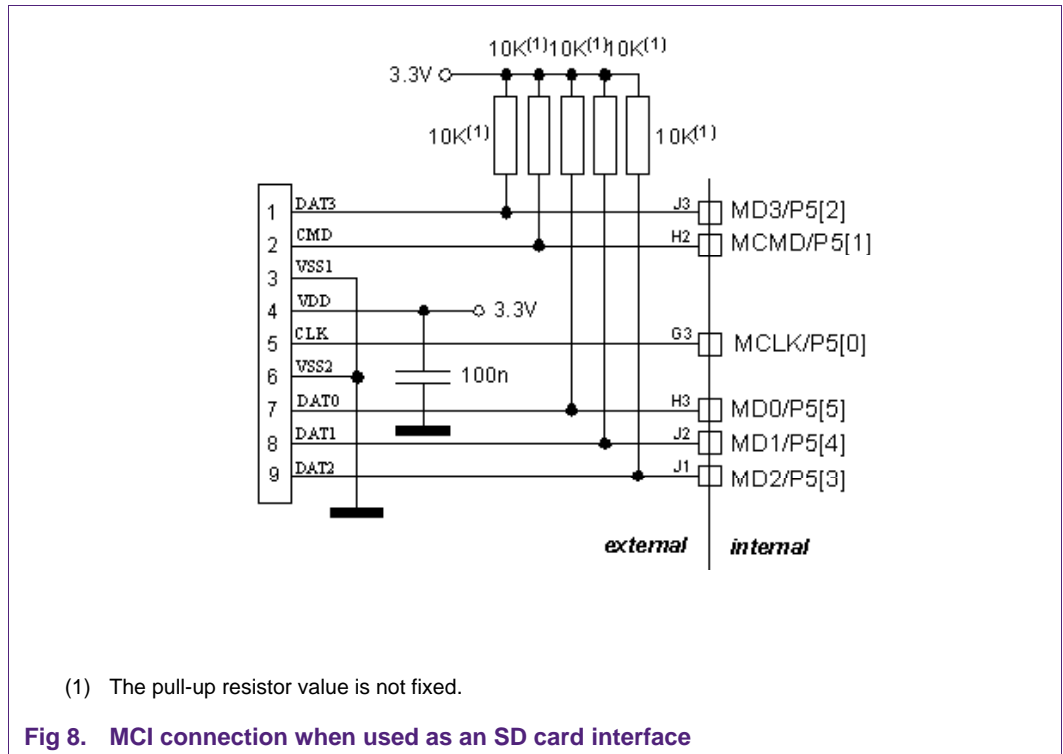 10K(1) 10K(1) 10K(1)
3.3V
10K(1) 10K(1)
1 DAT3 J3 MD3/P5[2]
2 CMD H2 MCMD/P5[1]
3 VSS1
4 VDD 3.3V
5 CLK G3 MCLK/P5[0]
6 VSS2 100n
7 DAT0 H3 MD0/P5[5]
8 DAT1 J2 MD1/P5[4]
9 DAT2 J1 MD2/P5[3]
external internal
(1) The pull-up resistor value is not fixed.
Fig 8. MCI connection when used as an SD card interface